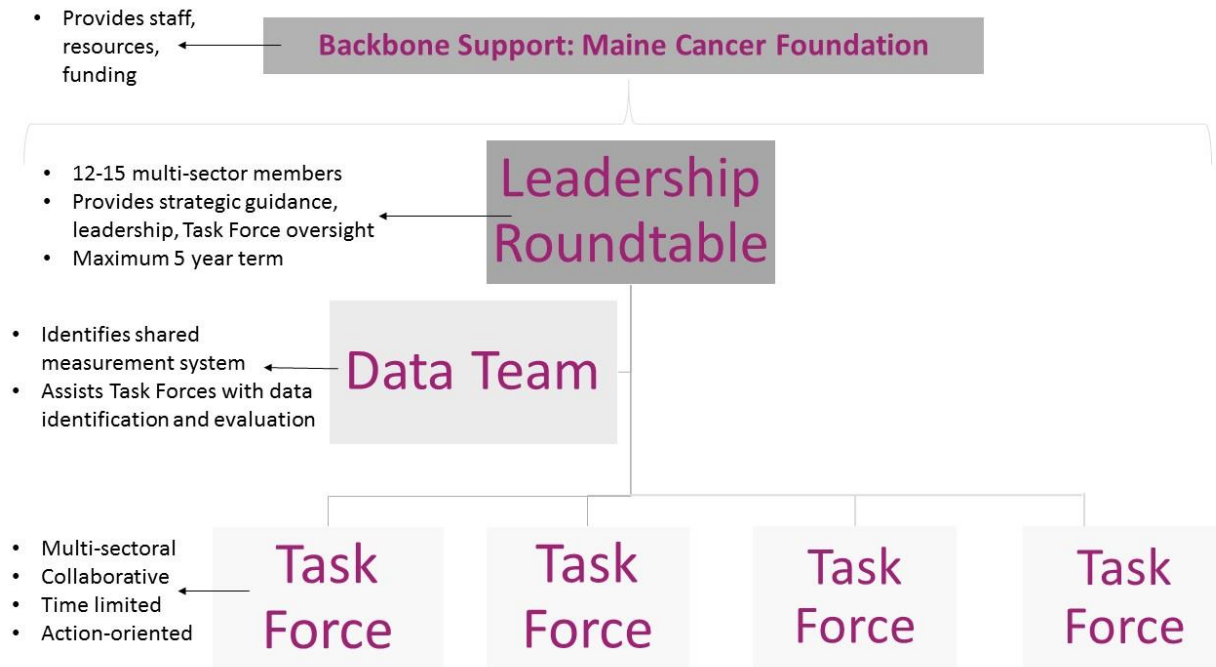 • Provides staff,
resources,
funding
Backbone Support: Maine Cancer Foundation
• 12-15 multi-sector members
• Provides strategic guidance,
leadership, Task Force oversight
• Maximum 5 year term
Leadership
Roundtable
• Identifies shared
measurement system
• Assists Task Forces with data
identification and evaluation
Data Team
• Multi-sectoral
• Collaborative
• Time limited
• Action-oriented
Task
Force
Task
Force
Task
Force
Task
Force